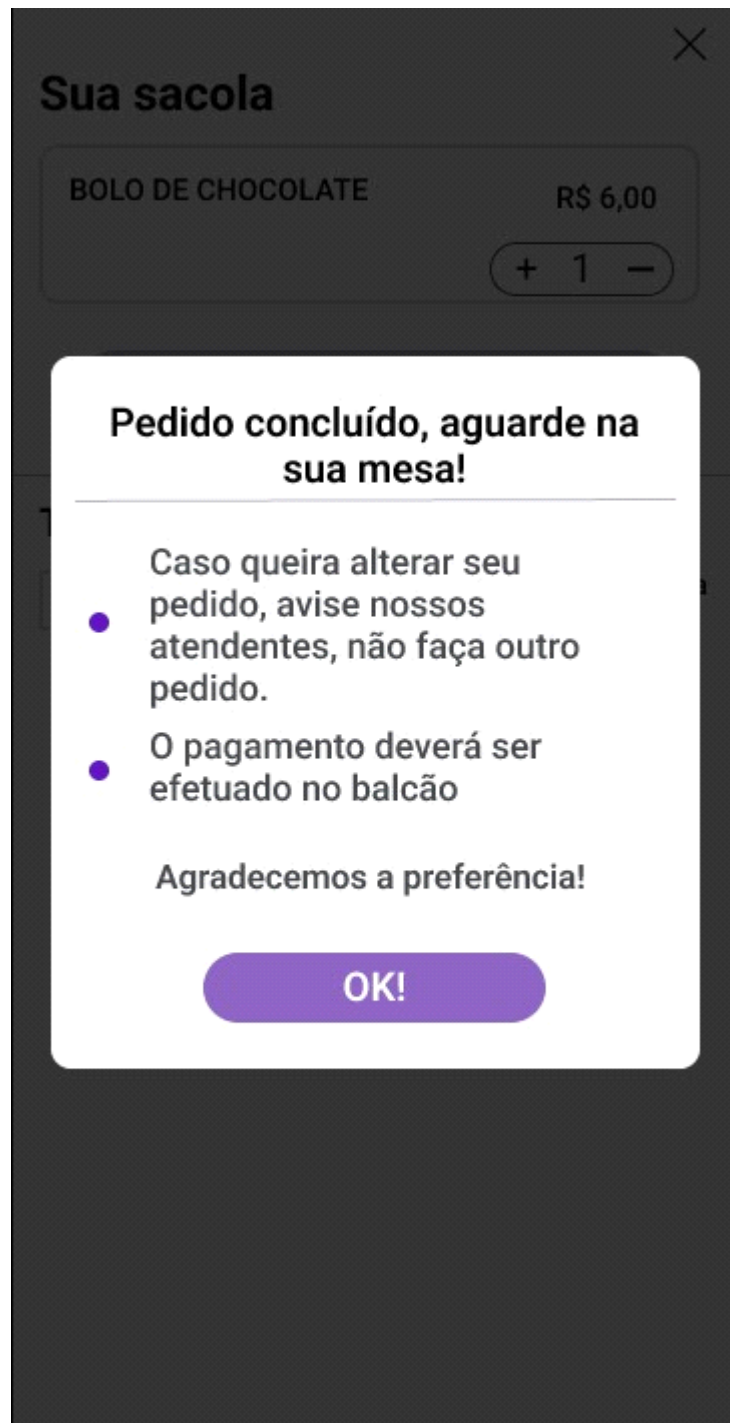 Sua sacola
BOLO DE CHOCOLATE
R$ 6,00
+ 1 −
Pedido concluído, aguarde na
sua mesa!
Caso queira alterar seu
pedido, avise nossos
atendentes, não faça outro
pedido.
O pagamento deverá ser
efetuado no balcão
Agradecemos a preferência!
OK!